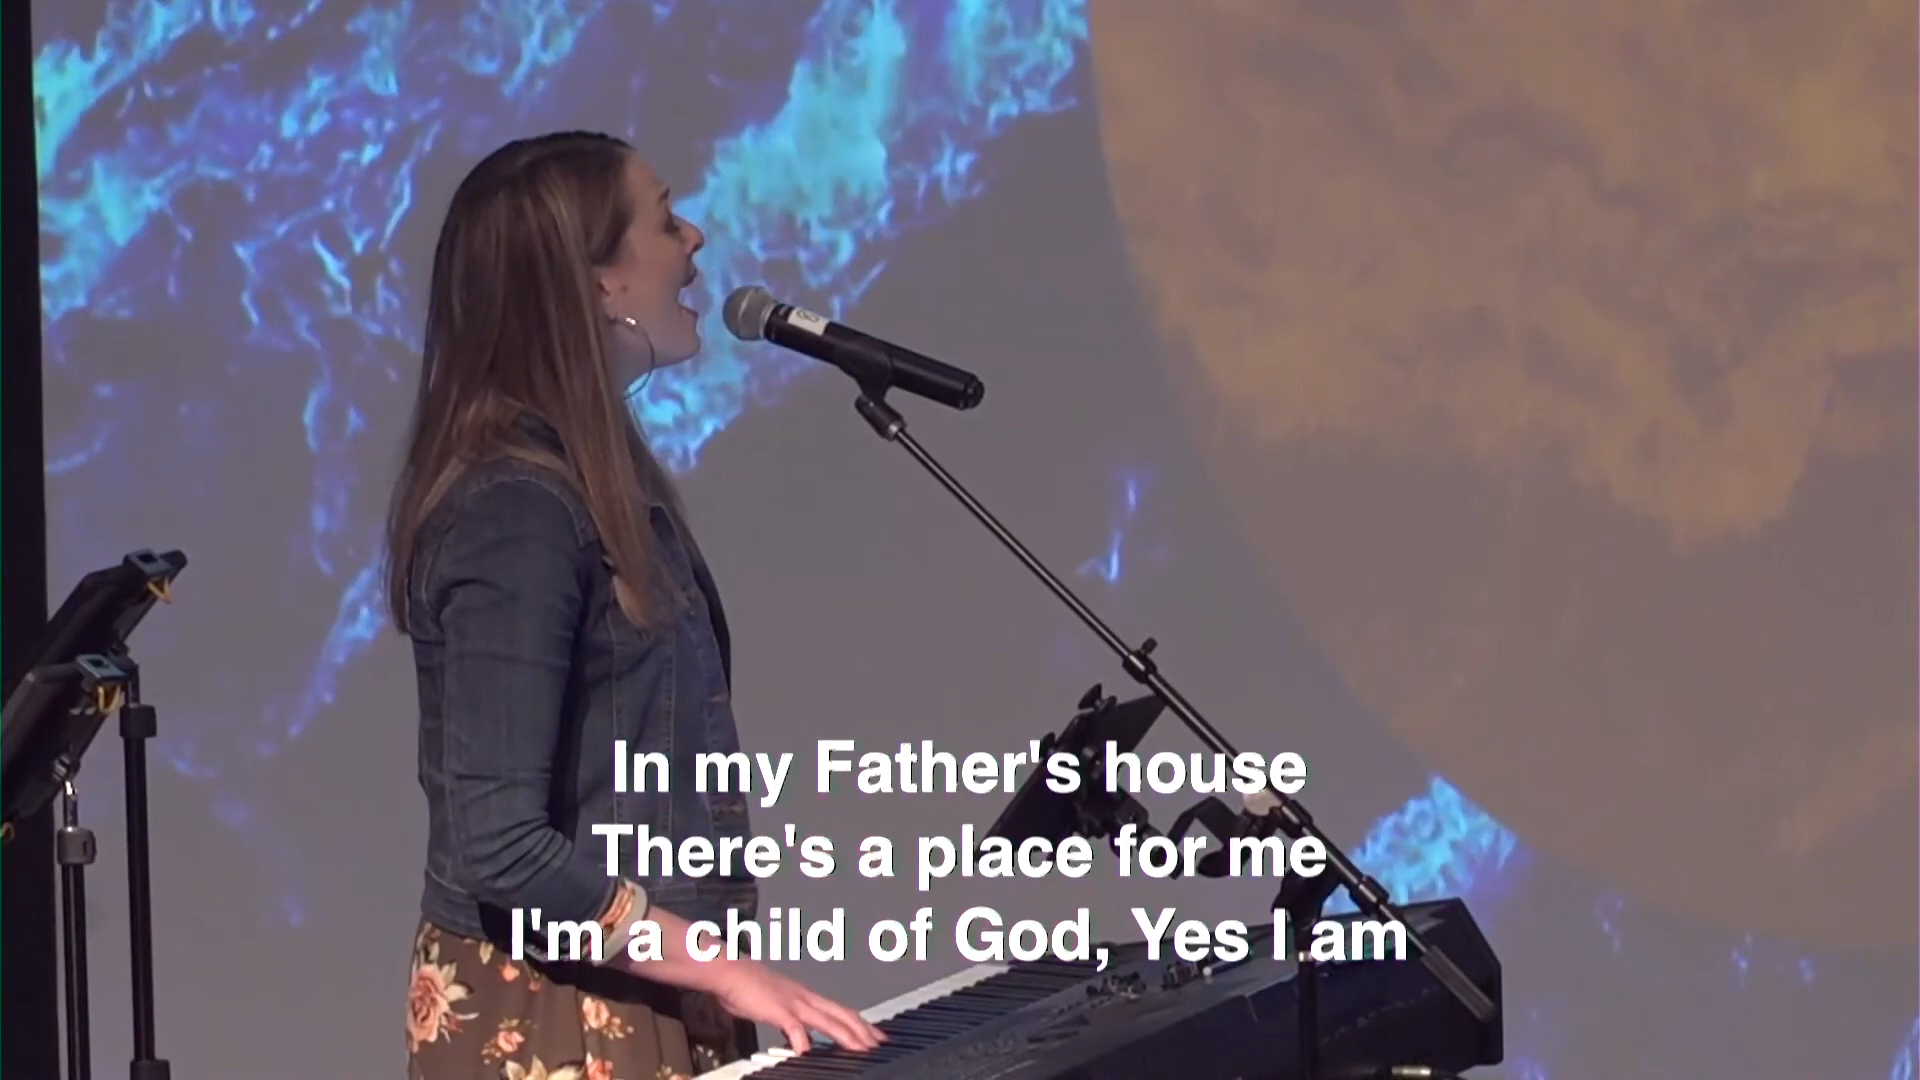 In my Father's house
There's a place for me
I'm a child of God, Yes I am